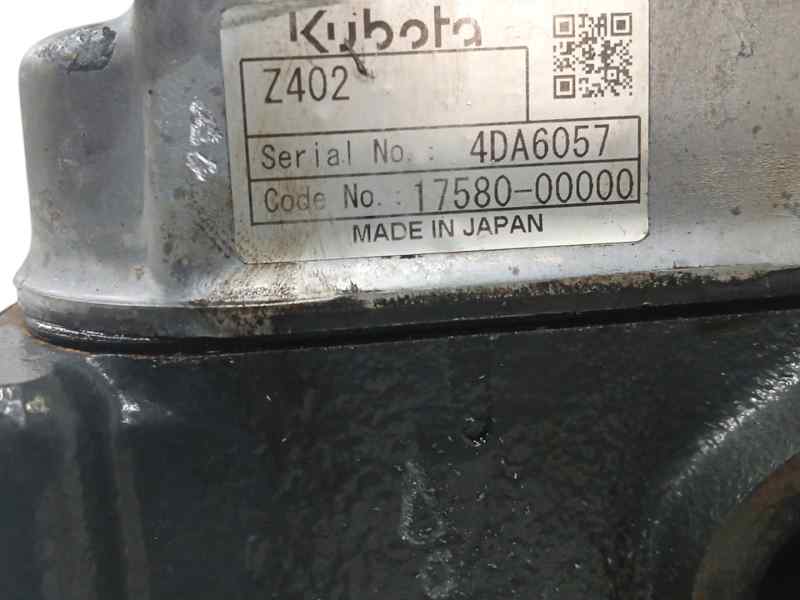 Kubota
Z402
Serial No. : 4DA6057
Code No. : 17580-00000
MADE IN JAPAN